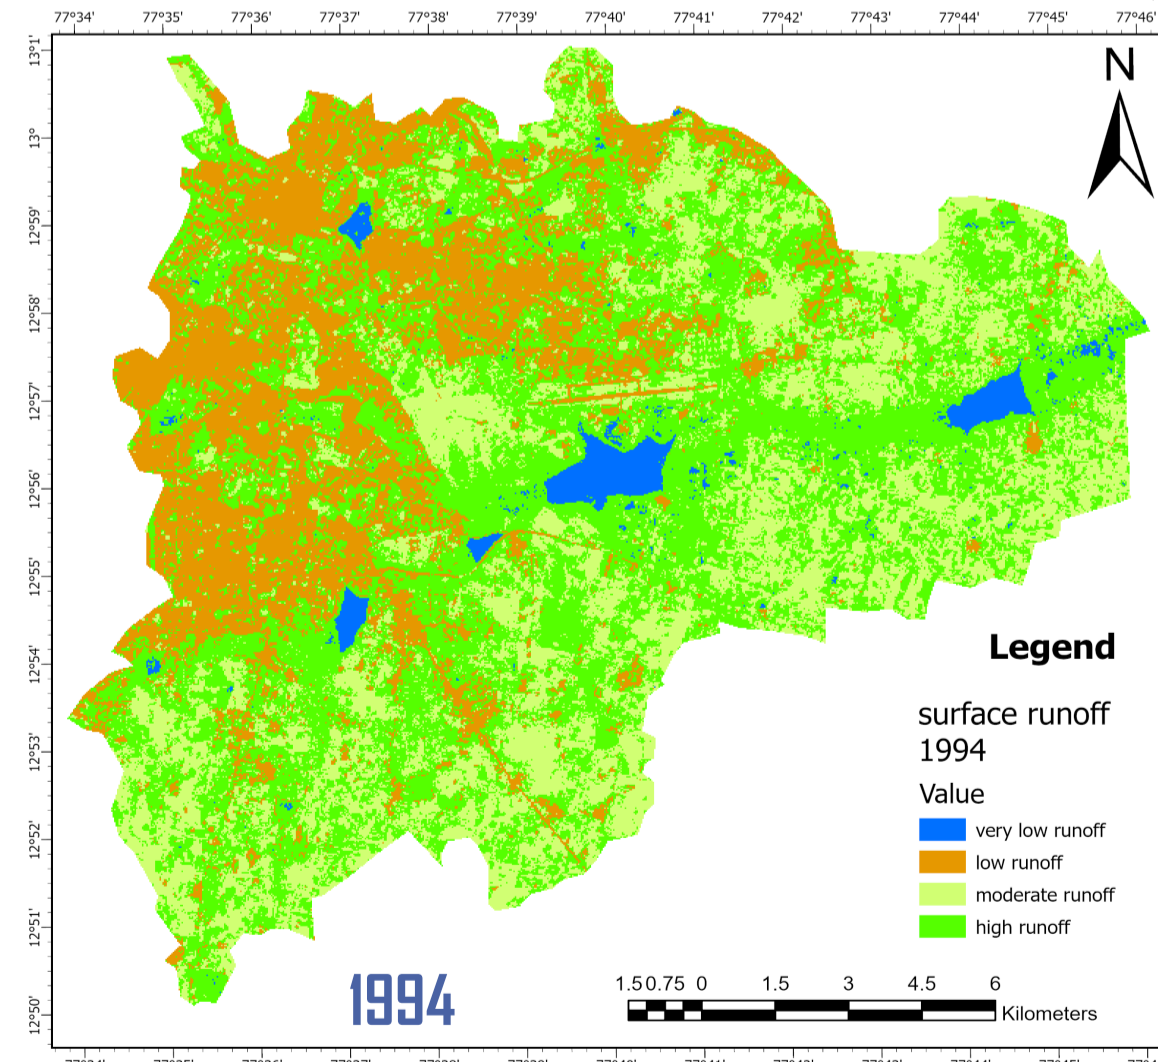 77°34' 77°35' 77°36' 77°37' 77°38' 77°39' 77°40' 77°41' 77°42' 77°43' 77°44' 77°45' 77°46'
13°1'
13°
12°59'
12°58'
12°57'
12°56'
12°55'
12°54'
12°53'
12°52'
12°51'
12°50'
N
Legend
surface runoff
1994
Value
very low runoff
low runoff
moderate runoff
high runoff
1994
1.5 0.75 0 1.5 3 4.5 6
Kilometers